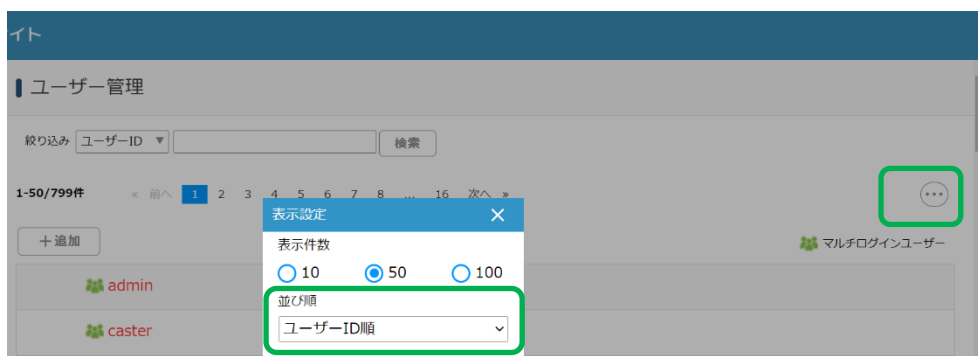 イト
ユーザー管理
絞り込み ユーザーID ▼ 検索
1-50/799件 « 前へ 1 2 3 4 5 6 7 8 ... 16 次へ »
表示設定 ×
＋追加
表示件数
マルチログインユーザー
10 50 100
admin
並び順
caster
ユーザーID順